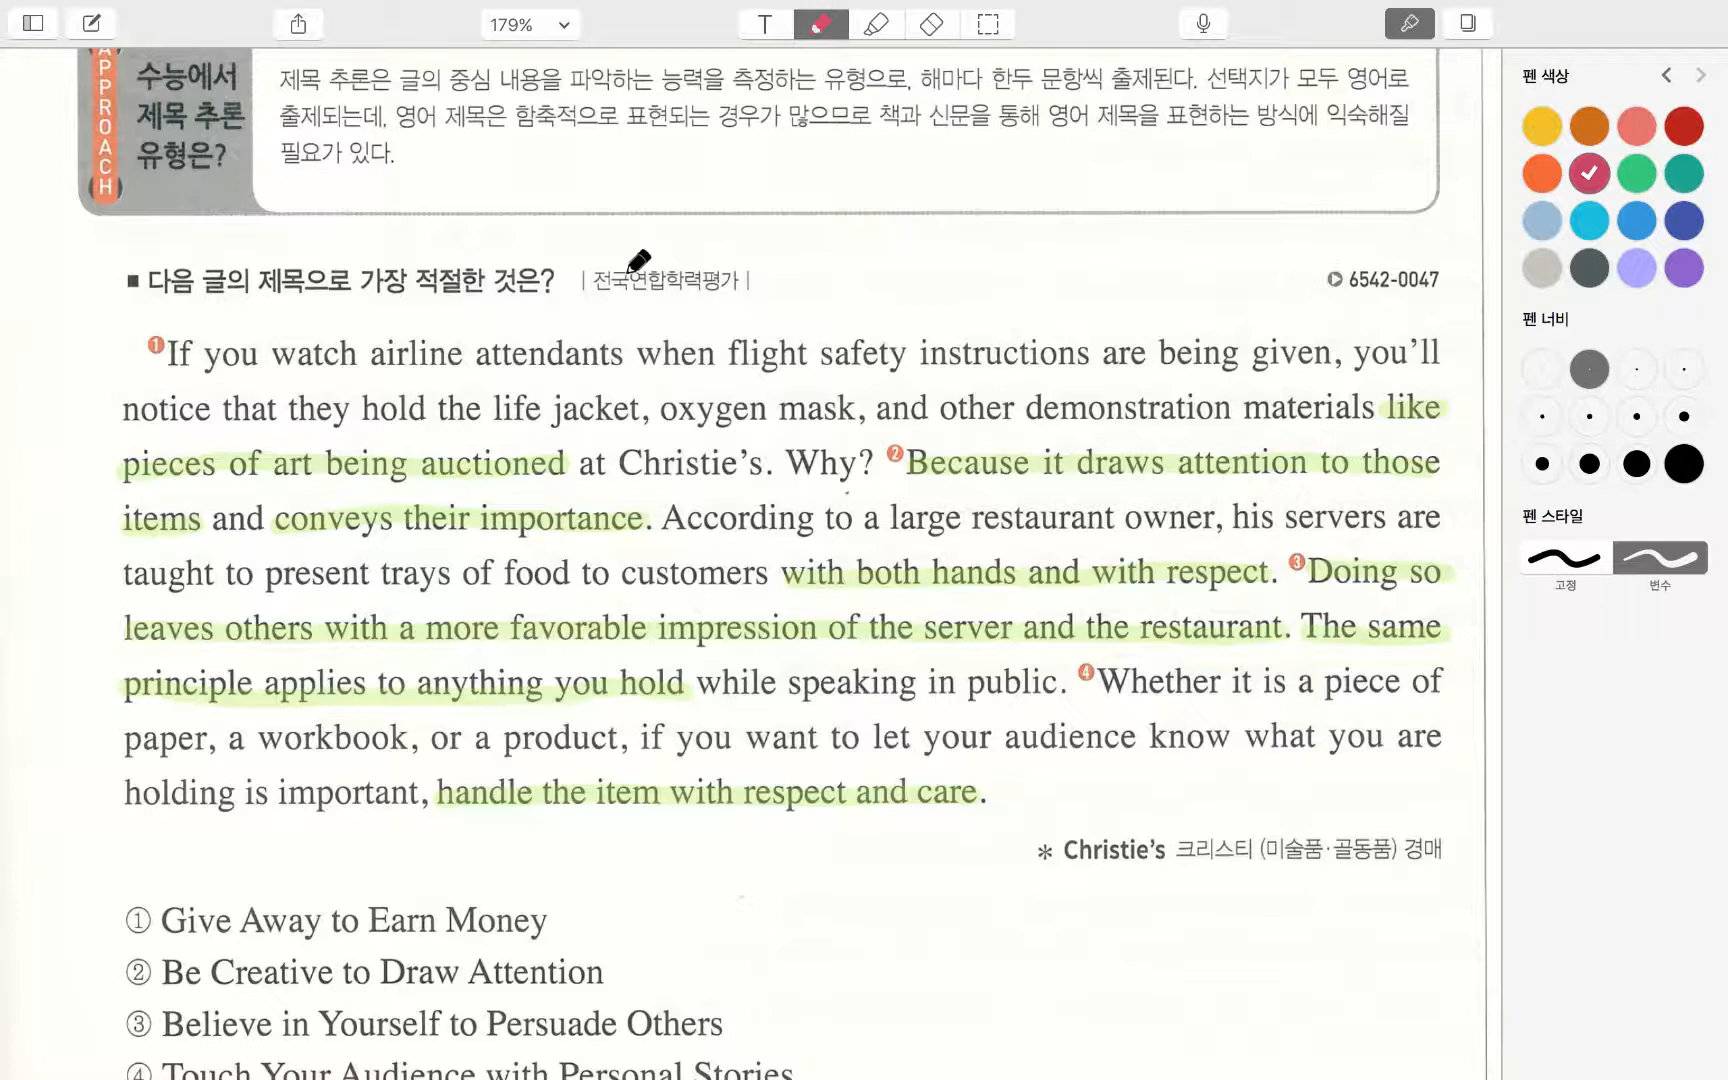 179%
T
펜 색상
APPROACH
수능에서
제목 추론
유형은?
제목 추론은 글의 중심 내용을 파악하는 능력을 측정하는 유형으로, 해마다 한두 문항씩 출제된다. 선택지가 모두 영어로
출제되는데, 영어 제목은 함축적으로 표현되는 경우가 많으므로 책과 신문을 통해 영어 제목을 표현하는 방식에 익숙해질
필요가 있다.
■ 다음 글의 제목으로 가장 적절한 것은? | 전국연합학력평가 |
6542-0047
펜 너비
❶If you watch airline attendants when flight safety instructions are being given, you’ll
notice that they hold the life jacket, oxygen mask, and other demonstration materials like
pieces of art being auctioned at Christie’s. Why? ❷Because it draws attention to those
items and conveys their importance. According to a large restaurant owner, his servers are
taught to present trays of food to customers with both hands and with respect. ❸Doing so
leaves others with a more favorable impression of the server and the restaurant. The same
principle applies to anything you hold while speaking in public. ❹Whether it is a piece of
paper, a workbook, or a product, if you want to let your audience know what you are
holding is important, handle the item with respect and care.
펜 스타일
고정
변수
* Christie’s 크리스티 (미술품·골동품) 경매
① Give Away to Earn Money
② Be Creative to Draw Attention
③ Believe in Yourself to Persuade Others
④ Touch Your Audience with Personal Stories